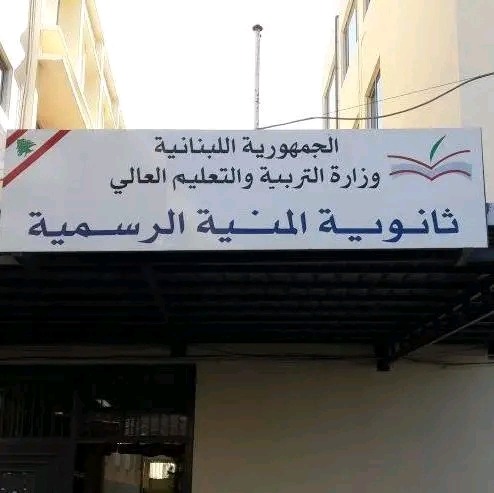 الجمهورية اللبنانية
وزارة التربية والتعليم العالي
ثانوية المنية الرسمية